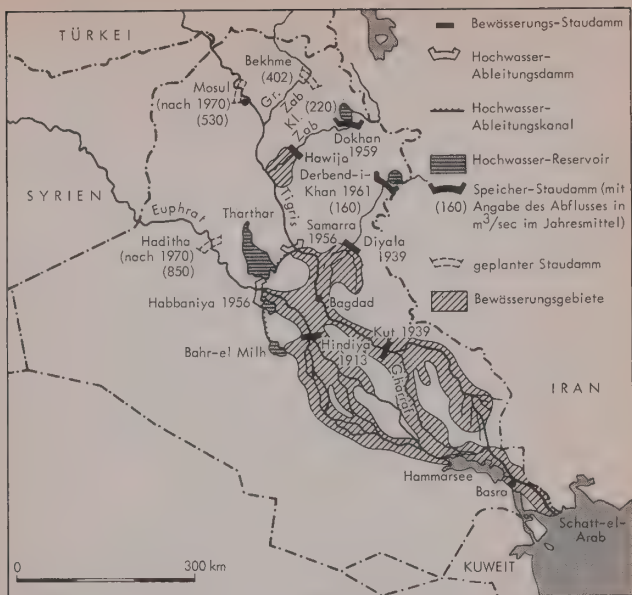 TÜRKEI
SYRIEN
IRAN
KUWEIT
Bekhme
(402)
Mosul
(nach 1970)
(530)
Gr. Zab
Kl. Zab
(220)
Dokhan
1959
Hawija
Derbend-i-
Khan 1961
(160)
Tigris
Euphrat
Tharthar
Samarra
1956
Diyala
1939
Haditha
(nach 1970)
(850)
Habbaniya 1956
Bagdad
Bahr-el Milh
Hindiya
1913
Kut 1939
Gharraf
Hammarsee
Basra
Schatt-el-
Arab
0 300 km
Bewässerungs-Staudamm
Hochwasser-
Ableitungsdamm
Hochwasser-
Ableitungskanal
Hochwasser-Reservoir
Speicher-Staudamm (mit
(160) Angabe des Abflusses in
m³/sec im Jahresmittel)
geplanter Staudamm
Bewässerungsgebiete